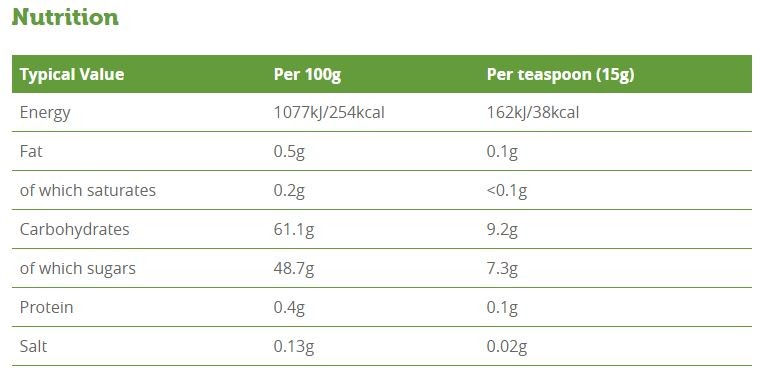 Nutrition
Typical Value Per 100g Per teaspoon (15g)
Energy 1077kJ/254kcal 162kJ/38kcal
Fat 0.5g 0.1g
of which saturates 0.2g <0.1g
Carbohydrates 61.1g 9.2g
of which sugars 48.7g 7.3g
Protein 0.4g 0.1g
Salt 0.13g 0.02g